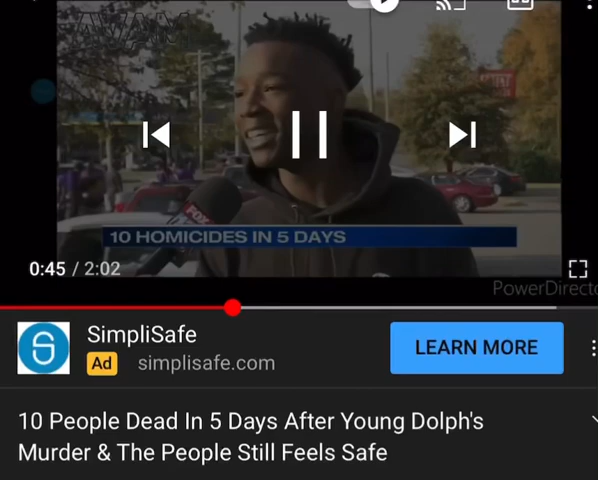 FOX
10 HOMICIDES IN 5 DAYS
0:45 / 2:02
PowerDirecto
SimpliSafe
Ad simplisafe.com
LEARN MORE
10 People Dead In 5 Days After Young Dolph's
Murder & The People Still Feels Safe